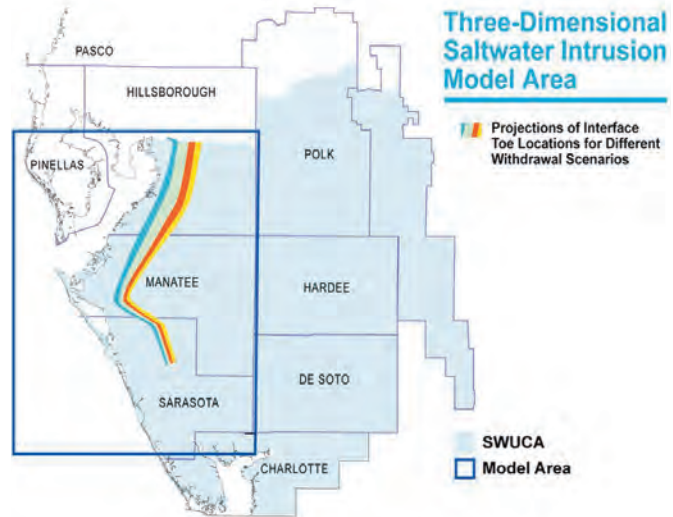 Three-Dimensional
Saltwater Intrusion
Model Area
Projections of Interface
Toe Locations for Different
Withdrawal Scenarios
PASCO
HILLSBOROUGH
PINELLAS
POLK
MANATEE
HARDEE
DE SOTO
SARASOTA
CHARLOTTE
SWUCA
Model Area